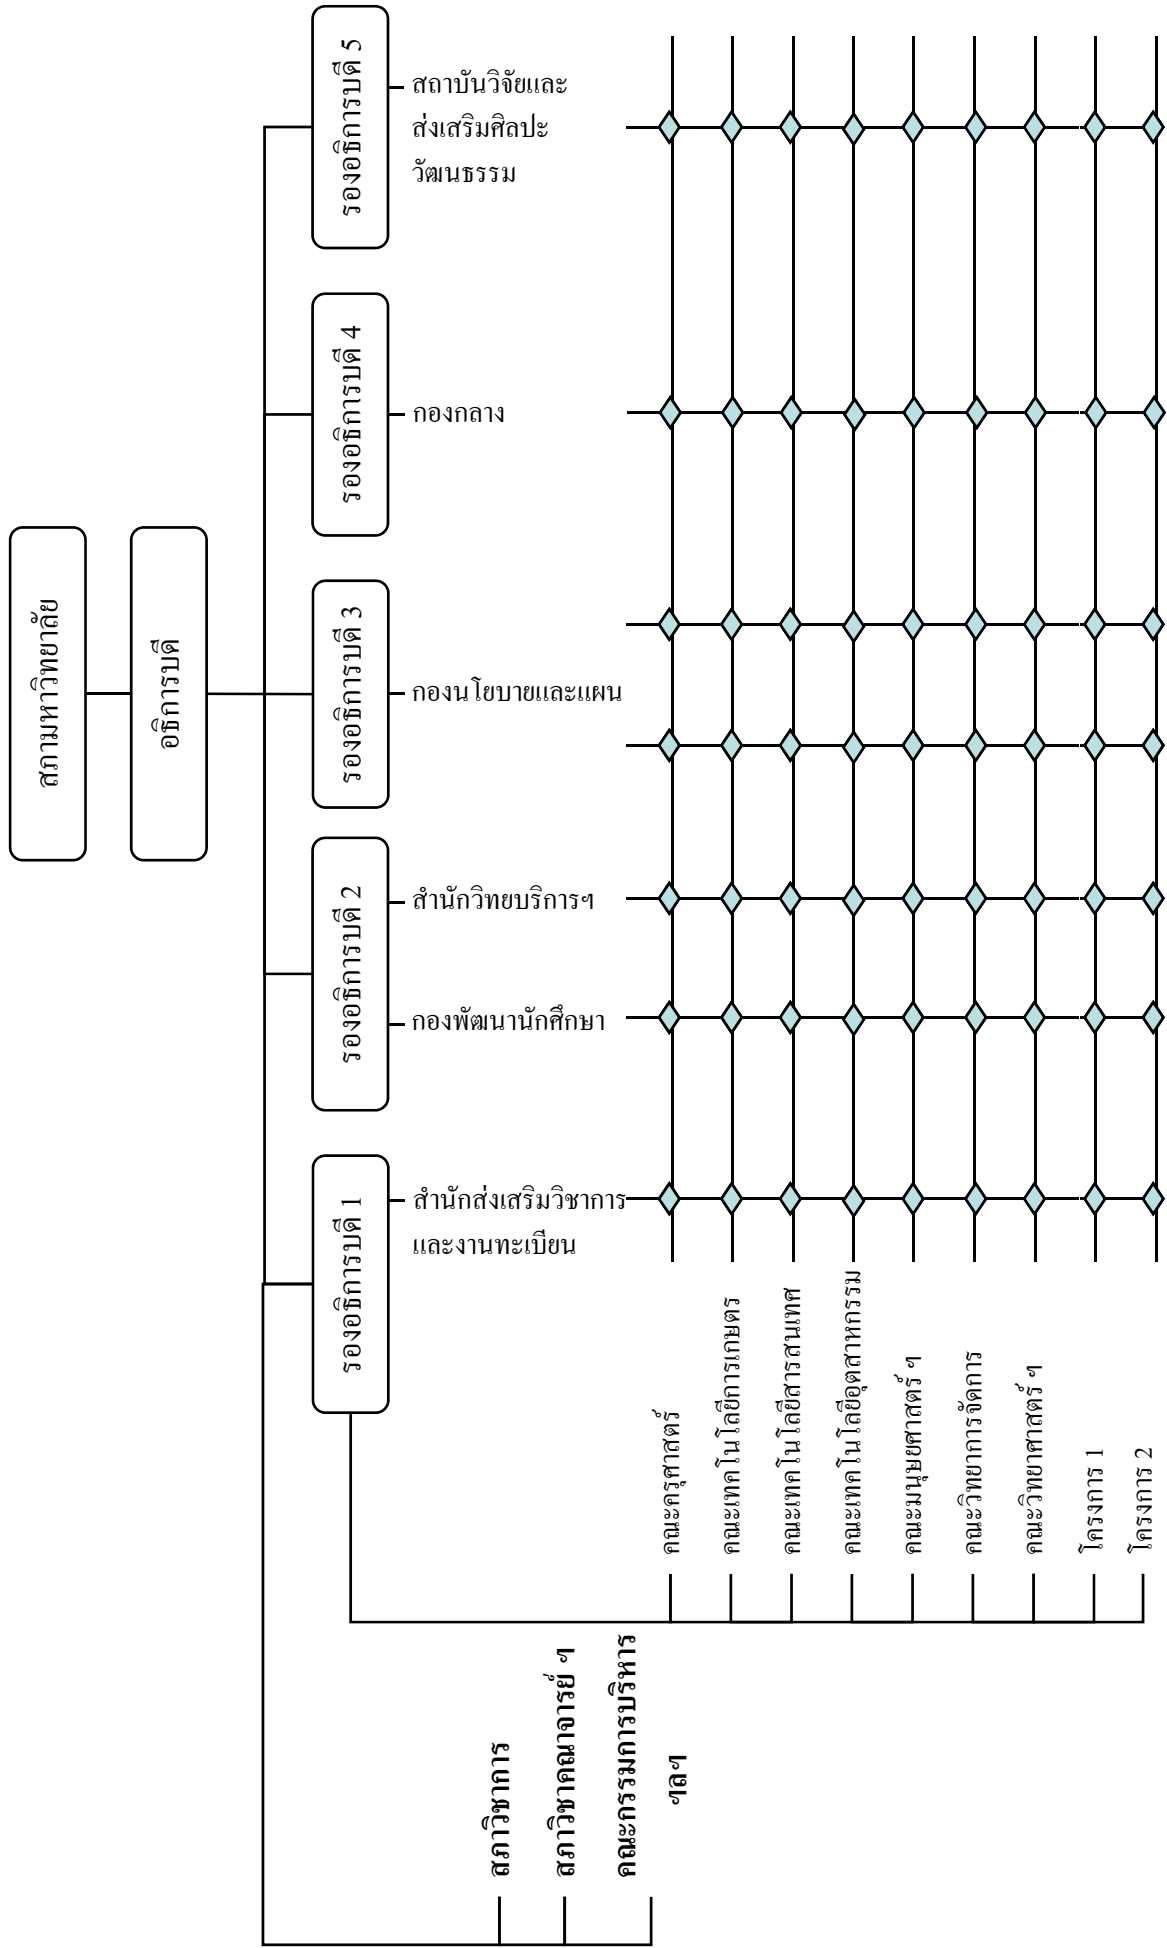 สภามหาวิทยาลัย
อธิการบดี
รองอธิการบดี 1
รองอธิการบดี 2
รองอธิการบดี 3
รองอธิการบดี 4
รองอธิการบดี 5
สถาบันวิจัยและ
ส่งเสริมศิลปะ
วัฒนธรรม
กองกลาง
กองนโยบายและแผน
สำนักวิทยบริการฯ
กองพัฒนานักศึกษา
สำนักส่งเสริมวิชาการ
และงานทะเบียน
คณะครุศาสตร์
คณะเทคโนโลยีการเกษตร
คณะเทคโนโลยีสารสนเทศ
คณะเทคโนโลยีอุตสาหกรรม
คณะมนุษยศาสตร์ ฯ
คณะวิทยาการจัดการ
คณะวิทยาศาสตร์ ฯ
โครงการ 1
โครงการ 2
สภาวิชาการ
สภาวิชาคณาจารย์ ฯ
คณะกรรมการบริหาร
ฯลฯ